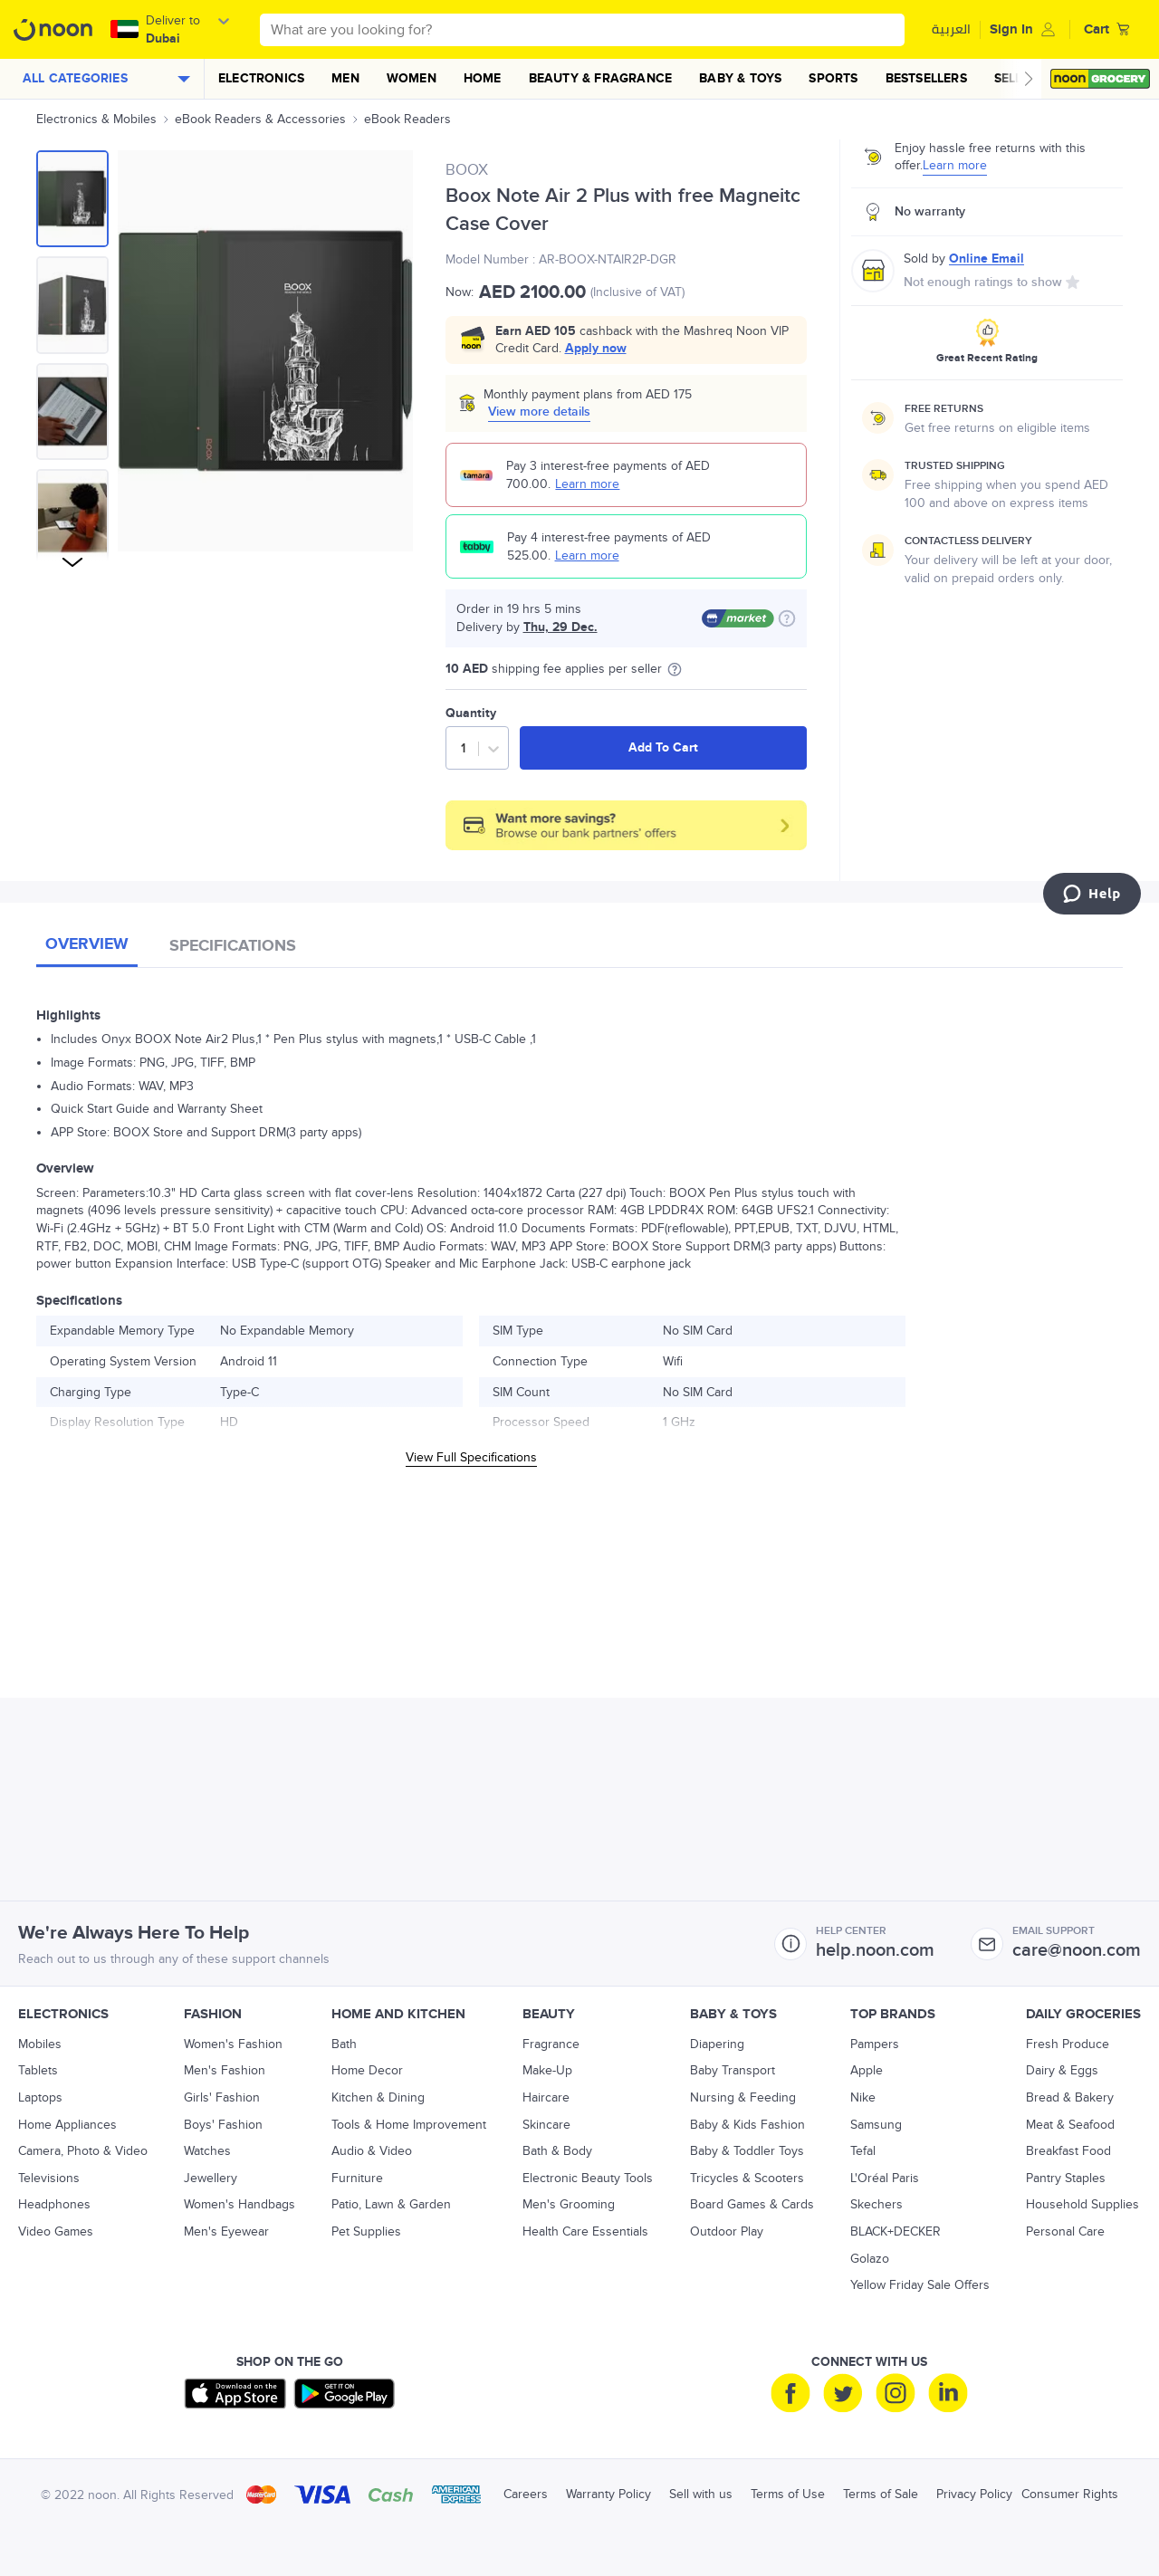 noon
Deliver to
Dubai
What are you looking for?
العربية
Sign In
Cart
ALL CATEGORIES
ELECTRONICS
MEN
WOMEN
HOME
BEAUTY & FRAGRANCE
BABY & TOYS
SPORTS
BESTSELLERS
noon GROCERY
Electronics & Mobiles > eBook Readers & Accessories > eBook Readers
BOOX
Boox Note Air 2 Plus with free Magneitc
Case Cover
Model Number : AR-BOOX-NTAIR2P-DGR
Now: AED 2100.00 (Inclusive of VAT)
Earn AED 105 cashback with the Mashreq Noon VIP
Credit Card. Apply now
Monthly payment plans from AED 175
View more details
tamara
Pay 3 interest-free payments of AED
700.00. Learn more
tabby
Pay 4 interest-free payments of AED
525.00. Learn more
Order in 19 hrs 5 mins
Delivery by Thu, 29 Dec.
market
10 AED shipping fee applies per seller
Quantity
1
Add To Cart
Want more savings?
Browse our bank partners' offers
Enjoy hassle free returns with this
offer.Learn more
No warranty
Sold by Online Email
Not enough ratings to show
Great Recent Rating
FREE RETURNS
Get free returns on eligible items
TRUSTED SHIPPING
Free shipping when you spend AED
100 and above on express items
CONTACTLESS DELIVERY
Your delivery will be left at your door,
valid on prepaid orders only.
BOOX
BOOX
Help
OVERVIEW
SPECIFICATIONS
Highlights
• Includes Onyx BOOX Note Air2 Plus,1 * Pen Plus stylus with magnets,1 * USB-C Cable ,1
• Image Formats: PNG, JPG, TIFF, BMP
• Audio Formats: WAV, MP3
• Quick Start Guide and Warranty Sheet
• APP Store: BOOX Store and Support DRM(3 party apps)
Overview
Screen: Parameters:10.3" HD Carta glass screen with flat cover-lens Resolution: 1404x1872 Carta (227 dpi) Touch: BOOX Pen Plus stylus touch with
magnets (4096 levels pressure sensitivity) + capacitive touch CPU: Advanced octa-core processor RAM: 4GB LPDDR4X ROM: 64GB UFS2.1 Connectivity:
Wi-Fi (2.4GHz + 5GHz) + BT 5.0 Front Light with CTM (Warm and Cold) OS: Android 11.0 Documents Formats: PDF(reflowable), PPT,EPUB, TXT, DJVU, HTML,
RTF, FB2, DOC, MOBI, CHM Image Formats: PNG, JPG, TIFF, BMP Audio Formats: WAV, MP3 APP Store: BOOX Store Support DRM(3 party apps) Buttons:
power button Expansion Interface: USB Type-C (support OTG) Speaker and Mic Earphone Jack: USB-C earphone jack
Specifications
Expandable Memory Type No Expandable Memory
SIM Type No SIM Card
Operating System Version Android 11
Connection Type Wifi
Charging Type Type-C
SIM Count No SIM Card
Display Resolution Type HD
Processor Speed 1 GHz
View Full Specifications
We're Always Here To Help
Reach out to us through any of these support channels
HELP CENTER
help.noon.com
EMAIL SUPPORT
care@noon.com
ELECTRONICS
Mobiles
Tablets
Laptops
Home Appliances
Camera, Photo & Video
Televisions
Headphones
Video Games
FASHION
Women's Fashion
Men's Fashion
Girls' Fashion
Boys' Fashion
Watches
Jewellery
Women's Handbags
Men's Eyewear
HOME AND KITCHEN
Bath
Home Decor
Kitchen & Dining
Tools & Home Improvement
Audio & Video
Furniture
Patio, Lawn & Garden
Pet Supplies
BEAUTY
Fragrance
Make-Up
Haircare
Skincare
Bath & Body
Electronic Beauty Tools
Men's Grooming
Health Care Essentials
BABY & TOYS
Diapering
Baby Transport
Nursing & Feeding
Baby & Kids Fashion
Baby & Toddler Toys
Tricycles & Scooters
Board Games & Cards
Outdoor Play
TOP BRANDS
Pampers
Apple
Nike
Samsung
Tefal
L'Oréal Paris
Skechers
BLACK+DECKER
Golazo
Yellow Friday Sale Offers
DAILY GROCERIES
Fresh Produce
Dairy & Eggs
Bread & Bakery
Meat & Seafood
Breakfast Food
Pantry Staples
Household Supplies
Personal Care
SHOP ON THE GO
Download on the
App Store
GET IT ON
Google Play
CONNECT WITH US
© 2022 noon. All Rights Reserved
MasterCard
VISA
Cash
AMERICAN
EXPRESS
Careers
Warranty Policy
Sell with us
Terms of Use
Terms of Sale
Privacy Policy
Consumer Rights